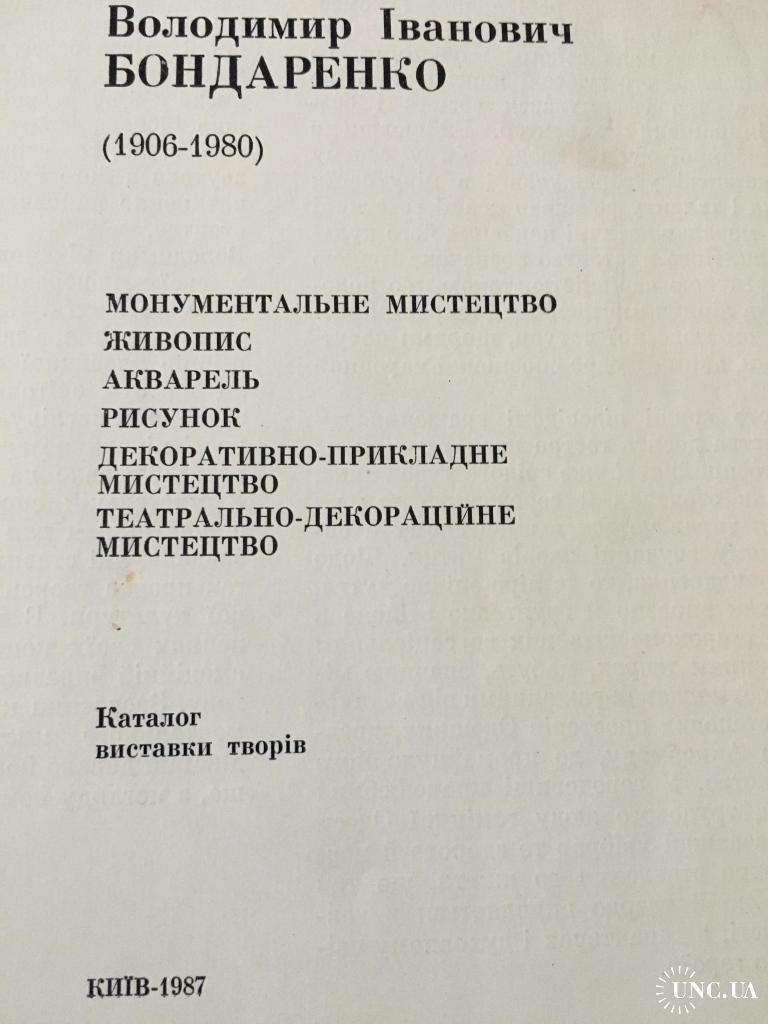 Володимир Іванович
БОНДАРЕНКО
(1906-1980)
МОНУМЕНТАЛЬНЕ МИСТЕЦТВО
ЖИВОПИС
АКВАРЕЛЬ
РИСУНОК
ДЕКОРАТИВНО-ПРИКЛАДНЕ
МИСТЕЦТВО
ТЕАТРАЛЬНО-ДЕКОРАЦІЙНЕ
МИСТЕЦТВО
Каталог
виставки творів
КИЇВ-1987
UNC.UA